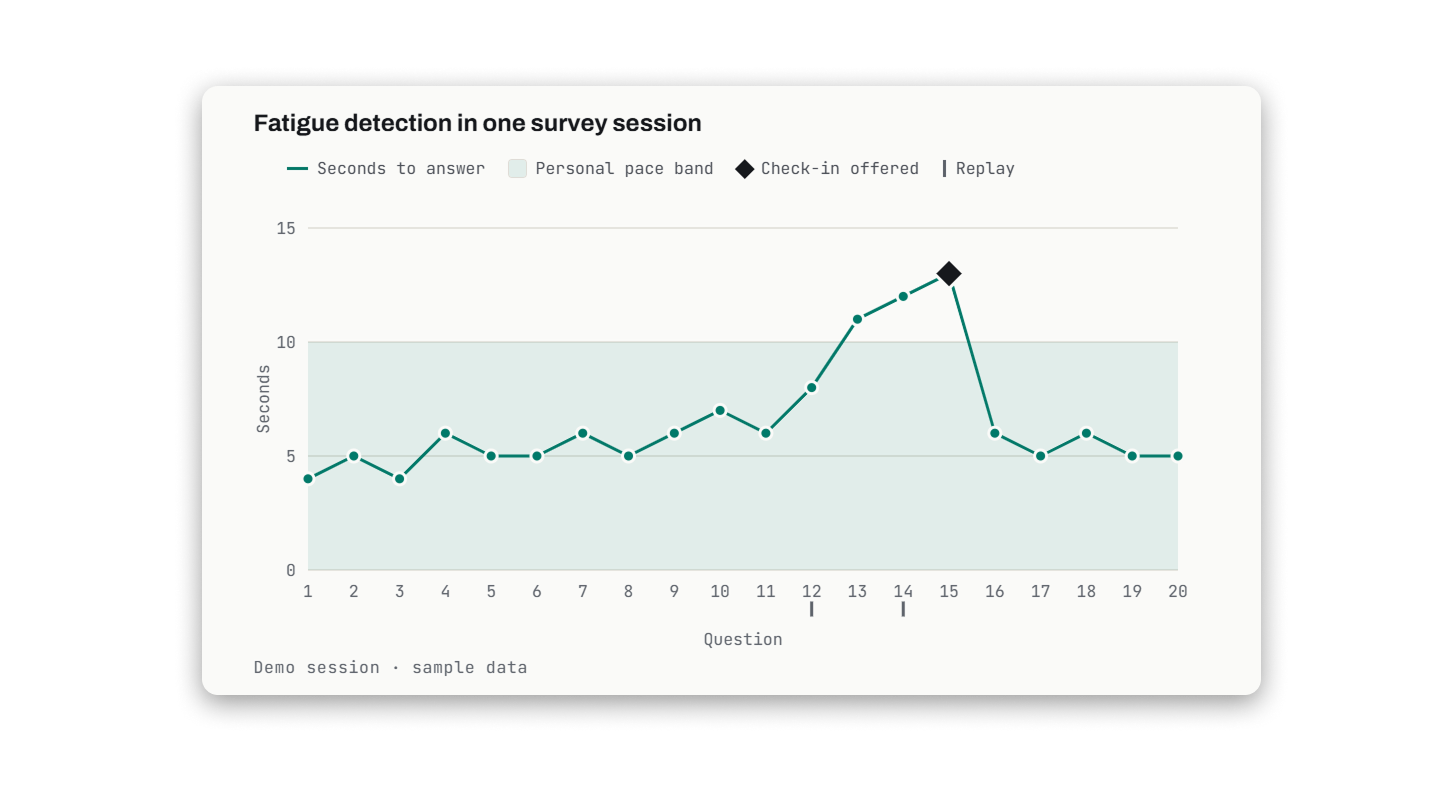 Fatigue detection in one survey session
Seconds to answer Personal pace band Check-in offered Replay
15
10
5
0
Seconds
1 2 3 4 5 6 7 8 9 10 11 12 13 14 15 16 17 18 19 20
Question
Demo session · sample data